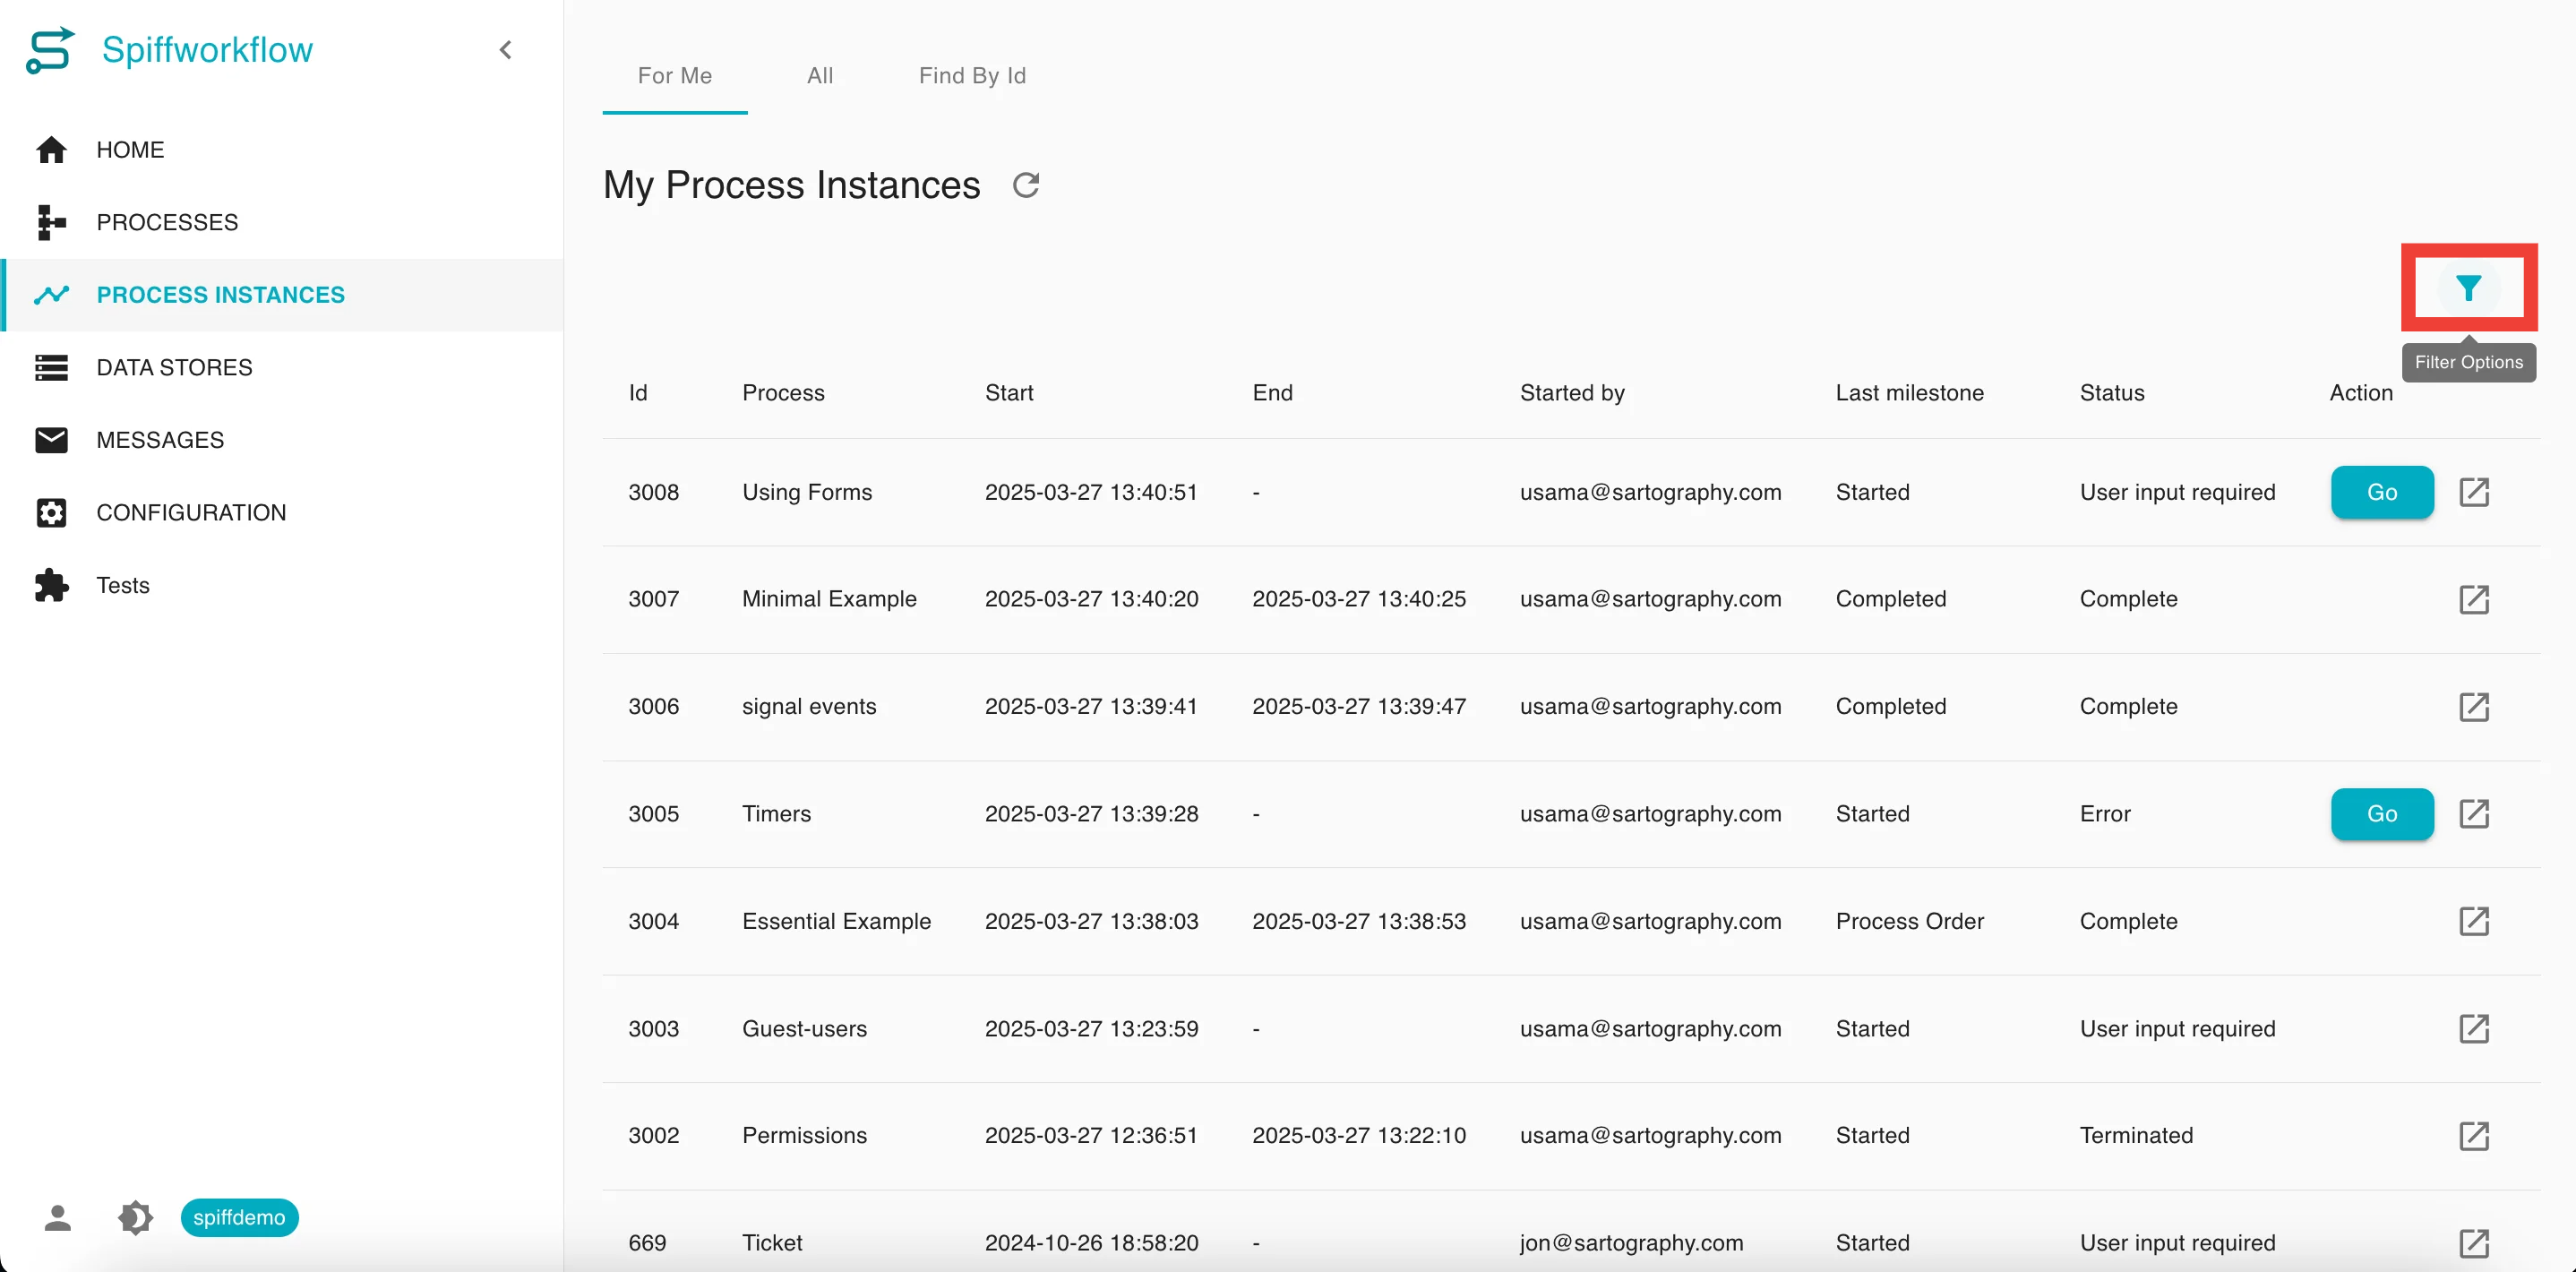 Spiffworkflow
HOME
PROCESSES
PROCESS INSTANCES
DATA STORES
MESSAGES
CONFIGURATION
Tests
spiffdemo
For Me All Find By Id
My Process Instances
Filter Options
Id Process Start End Started by Last milestone Status Action
3008 Using Forms 2025-03-27 13:40:51 - usama@sartography.com Started User input required Go
3007 Minimal Example 2025-03-27 13:40:20 2025-03-27 13:40:25 usama@sartography.com Completed Complete
3006 signal events 2025-03-27 13:39:41 2025-03-27 13:39:47 usama@sartography.com Completed Complete
3005 Timers 2025-03-27 13:39:28 - usama@sartography.com Started Error Go
3004 Essential Example 2025-03-27 13:38:03 2025-03-27 13:38:53 usama@sartography.com Process Order Complete
3003 Guest-users 2025-03-27 13:23:59 - usama@sartography.com Started User input required
3002 Permissions 2025-03-27 12:36:51 2025-03-27 13:22:10 usama@sartography.com Started Terminated
669 Ticket 2024-10-26 18:58:20 - jon@sartography.com Started User input required